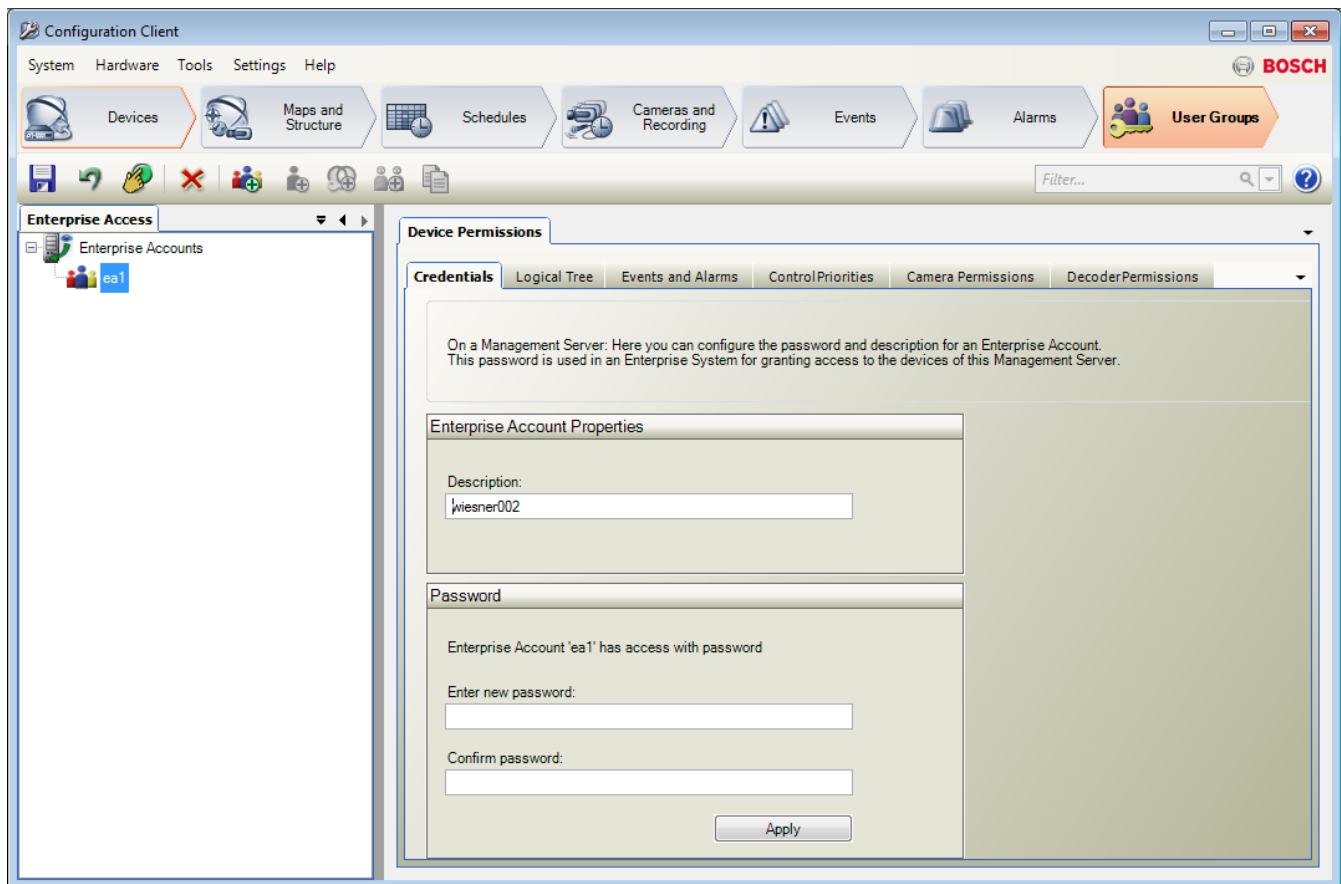 Configuration Client
System Hardware Tools Settings Help
BOSCH
Devices
Maps and
Structure
Schedules
Cameras and
Recording
Events
Alarms
User Groups
Filter...
Enterprise Access
Enterprise Accounts
ea1
Device Permissions
Credentials Logical Tree Events and Alarms ControlPriorities Camera Permissions DecoderPermissions
On a Management Server: Here you can configure the password and description for an Enterprise Account.
This password is used in an Enterprise System for granting access to the devices of this Management Server.
Enterprise Account Properties
Description:
wiesner002
Password
Enterprise Account 'ea1' has access with password
Enter new password:
Confirm password:
Apply